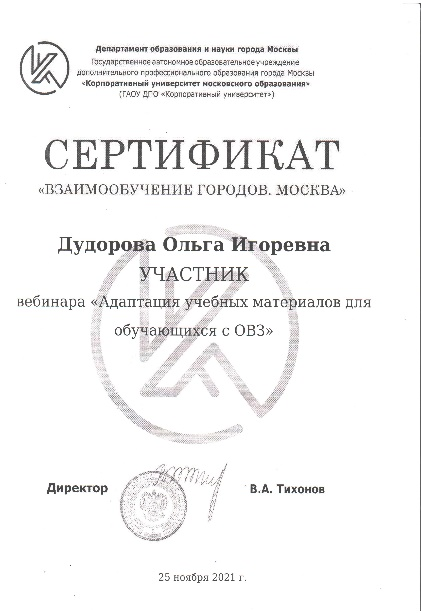 Департамент образования и науки города Москвы
Государственное автономное образовательное учреждение
дополнительного профессионального образования города Москвы
«Корпоративный университет московского образования»
(ГАОУ ДПО «Корпоративный университет»)
СЕРТИФИКАТ
«ВЗАИМООБУЧЕНИЕ ГОРОДОВ. МОСКВА»
Дудорова Ольга Игоревна
УЧАСТНИК
вебинара «Адаптация учебных материалов для
обучающихся с ОВЗ»
Директор
В.А. Тихонов
25 ноября 2021 г.